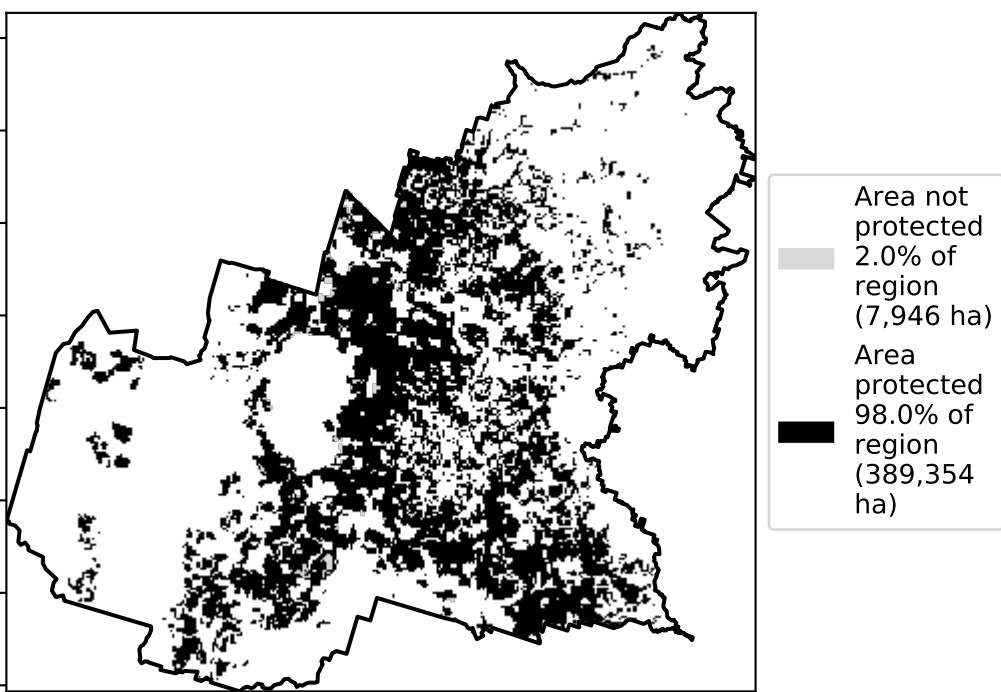 Area not
protected
2.0% of
region
(7,946 ha)
Area
protected
98.0% of
region
(389,354
ha)